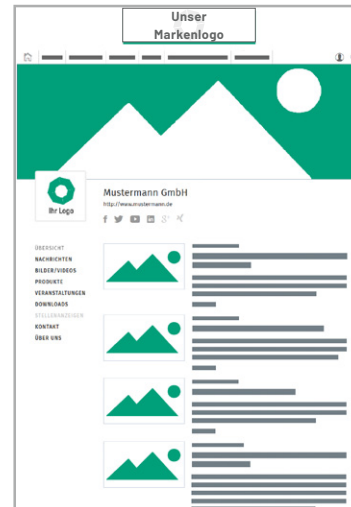 Unser
Markenlogo
Ihr Logo
Mustermann GmbH
http://www.mustermann.de
ÜBERSICHT
NACHRICHTEN
BILDER/VIDEOS
PRODUKTE
VERANSTALTUNGEN
DOWNLOADS
STELLENANZEIGEN
KONTAKT
ÜBER UNS